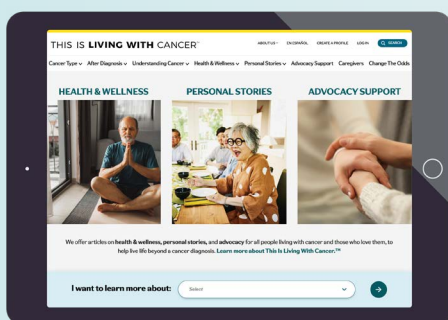 THIS IS LIVING WITH CANCER™
ABOUT US
EN ESPAÑOL
CREATE A PROFILE
LOG IN
SEARCH
Cancer Type After Diagnosis Understanding Cancer Health & Wellness Personal Stories Advocacy Support Caregivers Change The Odds
HEALTH & WELLNESS
PERSONAL STORIES
ADVOCACY SUPPORT
We offer articles on health & wellness, personal stories, and advocacy for all people living with cancer and those who love them, to
help live life beyond a cancer diagnosis. Learn more about This Is Living With Cancer.™
I want to learn more about:
Select